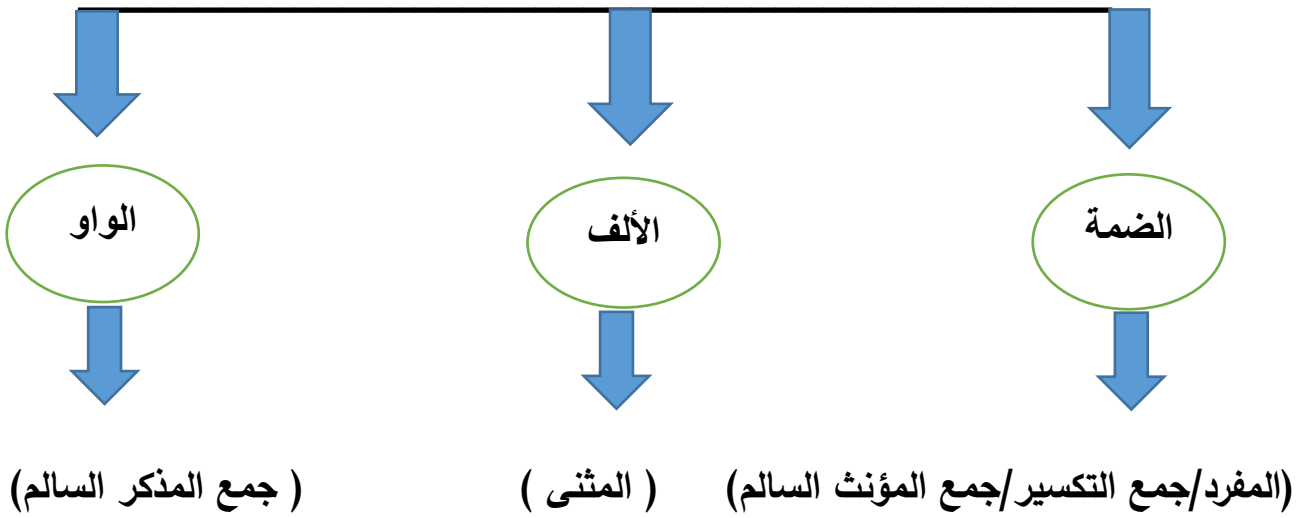 الضمة
الألف
الواو
(المفرد/جمع التكسير/جمع المؤنث السالم)
( المثنى )
( جمع المذكر السالم)